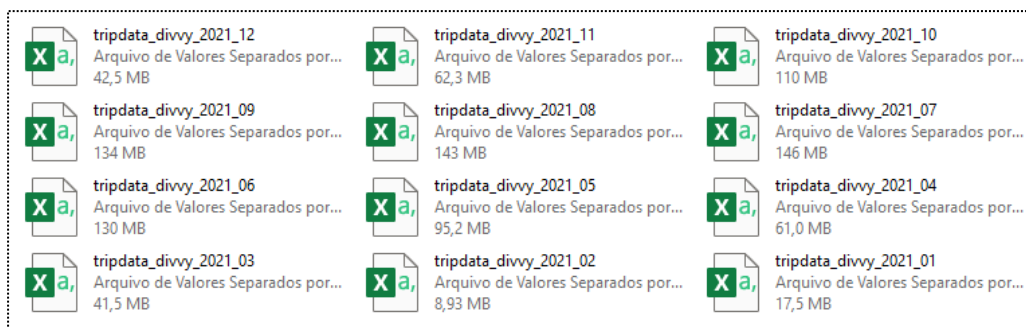 tripdata_divvy_2021_12
Arquivo de Valores Separados por...
42,5 MB
tripdata_divvy_2021_11
Arquivo de Valores Separados por...
62,3 MB
tripdata_divvy_2021_10
Arquivo de Valores Separados por...
110 MB
tripdata_divvy_2021_09
Arquivo de Valores Separados por...
134 MB
tripdata_divvy_2021_08
Arquivo de Valores Separados por...
143 MB
tripdata_divvy_2021_07
Arquivo de Valores Separados por...
146 MB
tripdata_divvy_2021_06
Arquivo de Valores Separados por...
130 MB
tripdata_divvy_2021_05
Arquivo de Valores Separados por...
95,2 MB
tripdata_divvy_2021_04
Arquivo de Valores Separados por...
61,0 MB
tripdata_divvy_2021_03
Arquivo de Valores Separados por...
41,5 MB
tripdata_divvy_2021_02
Arquivo de Valores Separados por...
8,93 MB
tripdata_divvy_2021_01
Arquivo de Valores Separados por...
17,5 MB